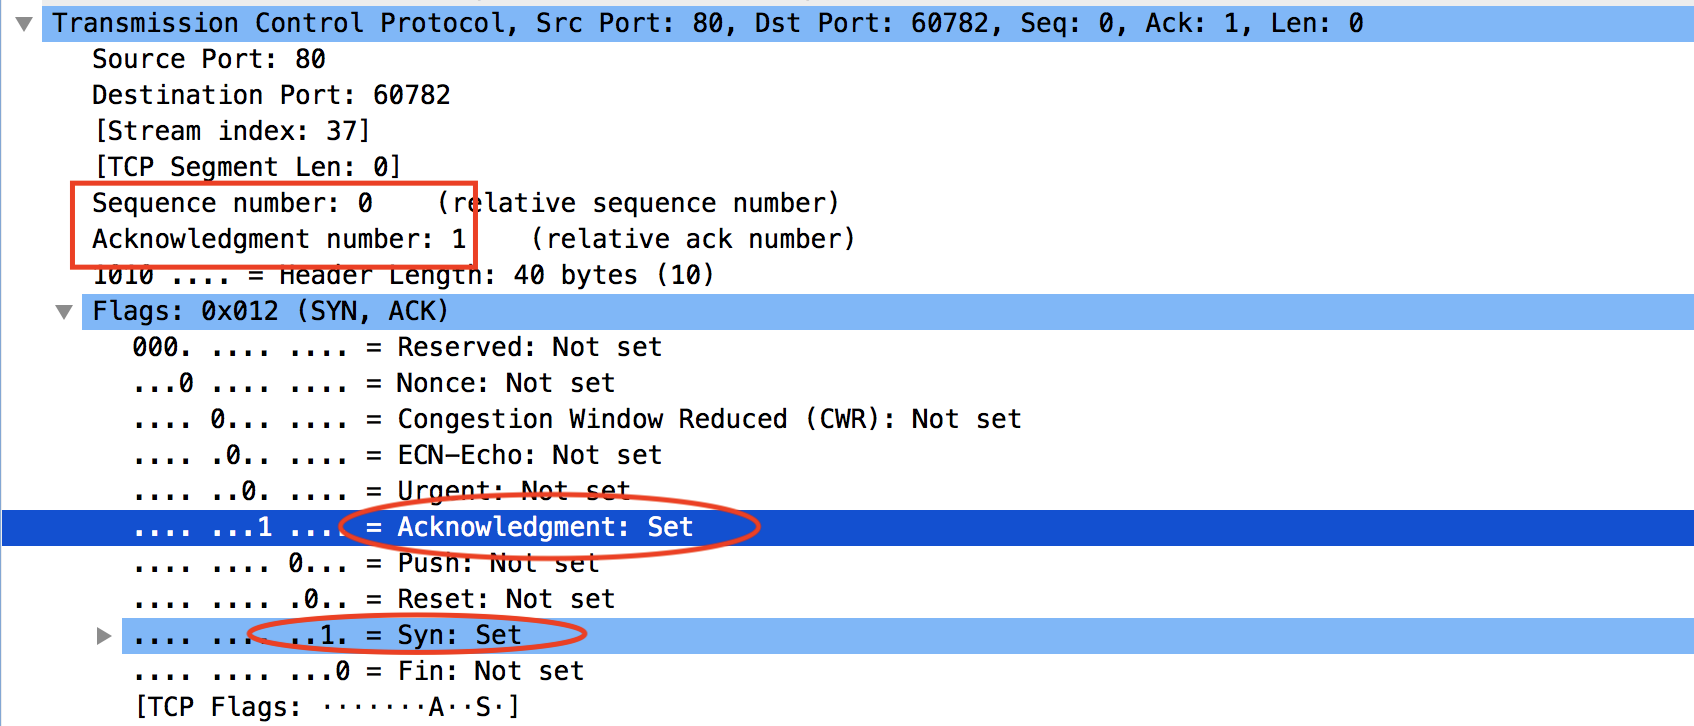 Transmission Control Protocol, Src Port: 80, Dst Port: 60782, Seq: 0, Ack: 1, Len: 0
Source Port: 80
Destination Port: 60782
[Stream index: 37]
[TCP Segment Len: 0]
Sequence number: 0    (relative sequence number)
Acknowledgment number: 1    (relative ack number)
1010 .... = Header Length: 40 bytes (10)
Flags: 0x012 (SYN, ACK)
000. .... .... = Reserved: Not set
...0 .... .... = Nonce: Not set
.... 0... .... = Congestion Window Reduced (CWR): Not set
.... .0.. .... = ECN-Echo: Not set
.... ..0. .... = Urgent: Not set
.... ...1 .... = Acknowledgment: Set
.... .... 0... = Push: Not set
.... .... .0.. = Reset: Not set
.... .... ..1. = Syn: Set
.... .... ...0 = Fin: Not set
[TCP Flags: ·······A··S·]